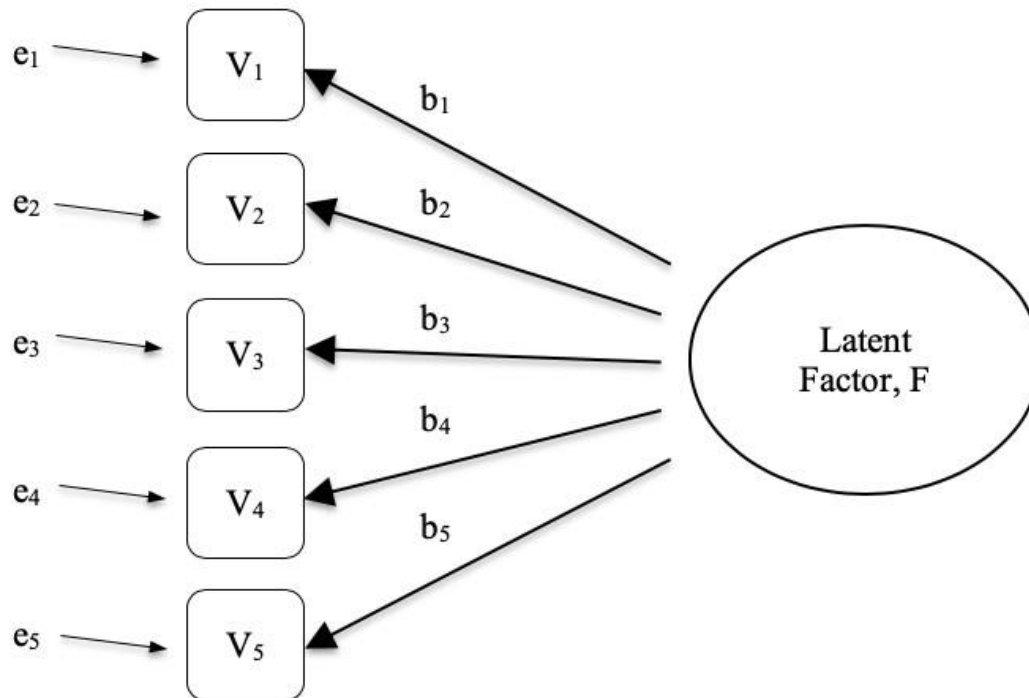 e₁
V₁
b₁
e₂
V₂
b₂
e₃
V₃
b₃
Latent
Factor, F
e₄
V₄
b₄
e₅
V₅
b₅